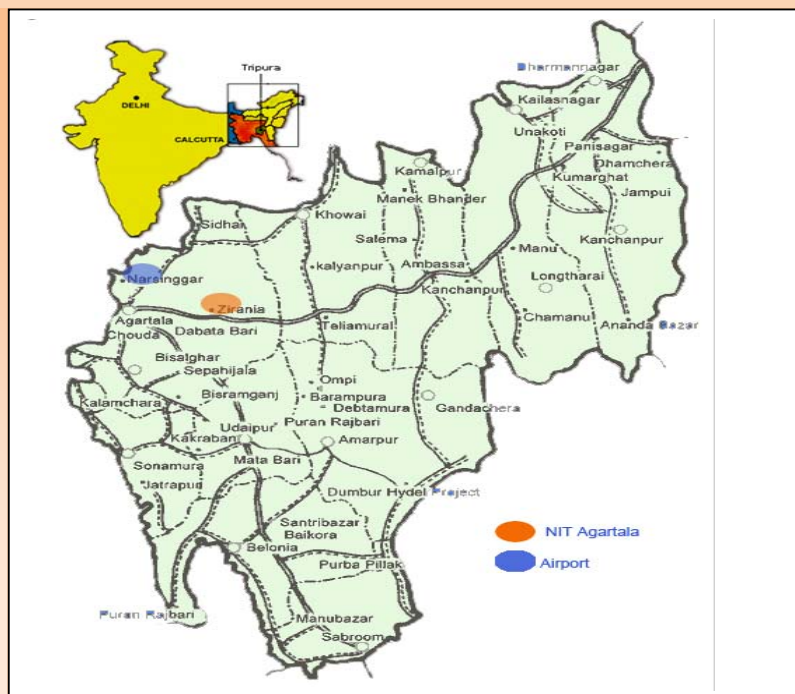 Tripura
DELHI
CALCUTTA
Dharmannagar
Kailasnagar
Unakoti
Panisagar
Dhamchera
Kamalpur
Kumarghat
Manek Bhander
Jampui
Khowai
Sidhai
Salema
Kanchanpur
Manu
kalyanpur
Ambassa
Narsinggar
Longtharai
Kanchanpur
Zirania
Agartala
Chamanu
Ananda Bazar
Dabata Bari
Teliamural
Chouda
Bisalghar
Sepahijala
Ompi
Bisramganj
Barampura
Kalamchara
Debtamura
Gandachera
Udaipur
Puran Rajbari
Kakraban
Amarpur
Sonamura
Mata Bari
Jatrapur
Dumbur Hydel Project
Santribazar
Baikora
NIT Agartala
Belonia
Purba Pillak
Airport
Puran Rajbari
Manubazar
Sabroom